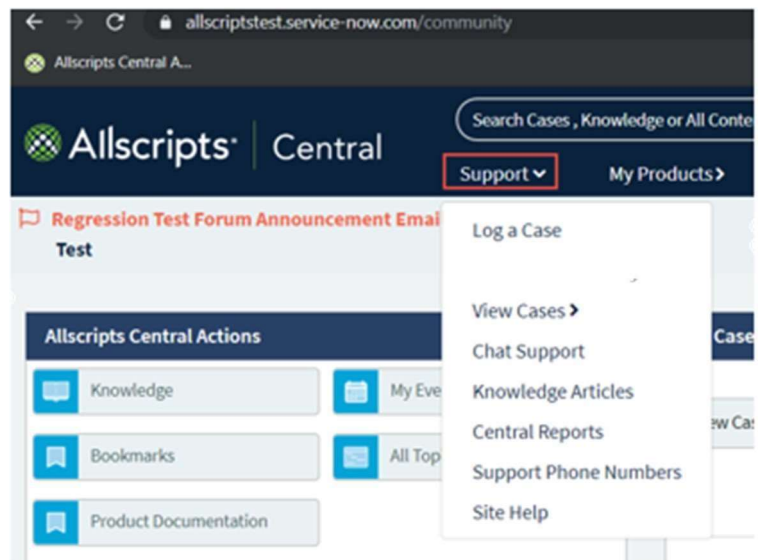 allscriptstest.service-now.com/community
Allscripts Central A...
Allscripts Central
Search Cases , Knowledge or All Conte
Support
My Products
Regression Test Forum Announcement Emai
Test
Log a Case
View Cases
Chat Support
Knowledge Articles
Central Reports
Support Phone Numbers
Site Help
Allscripts Central Actions
Knowledge
My Eve
Bookmarks
All Top
Product Documentation
Case
ew Cas